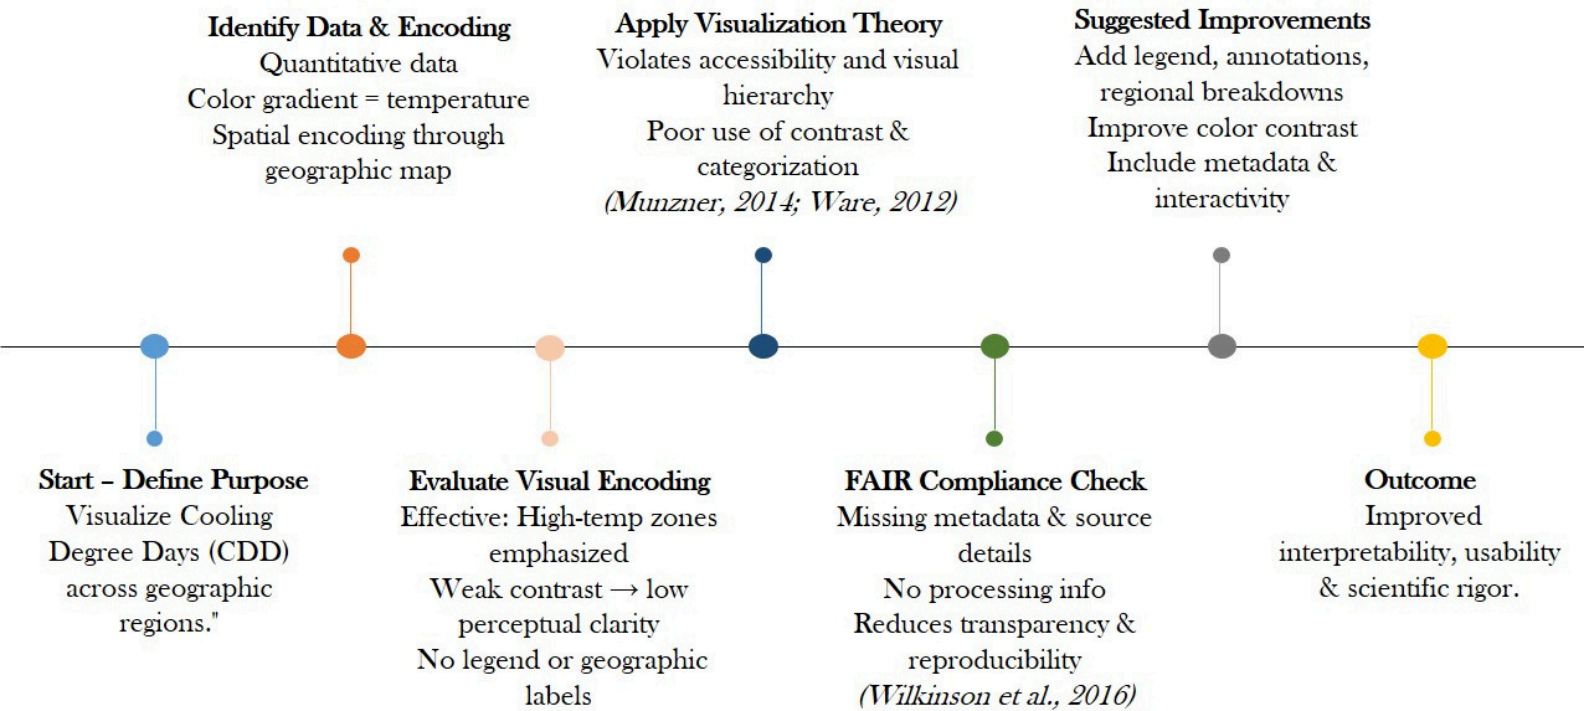 Identify Data & Encoding
Quantitative data
Color gradient = temperature
Spatial encoding through
geographic map
Apply Visualization Theory
Violates accessibility and visual
hierarchy
Poor use of contrast &
categorization
(Munzner, 2014; Ware, 2012)
Suggested Improvements
Add legend, annotations,
regional breakdowns
Improve color contrast
Include metadata &
interactivity
Start – Define Purpose
Visualize Cooling
Degree Days (CDD)
across geographic
regions."
Evaluate Visual Encoding
Effective: High-temp zones
emphasized
Weak contrast → low
perceptual clarity
No legend or geographic
labels
FAIR Compliance Check
Missing metadata & source
details
No processing info
Reduces transparency &
reproducibility
(Wilkinson et al., 2016)
Outcome
Improved
interpretability, usability
& scientific rigor.